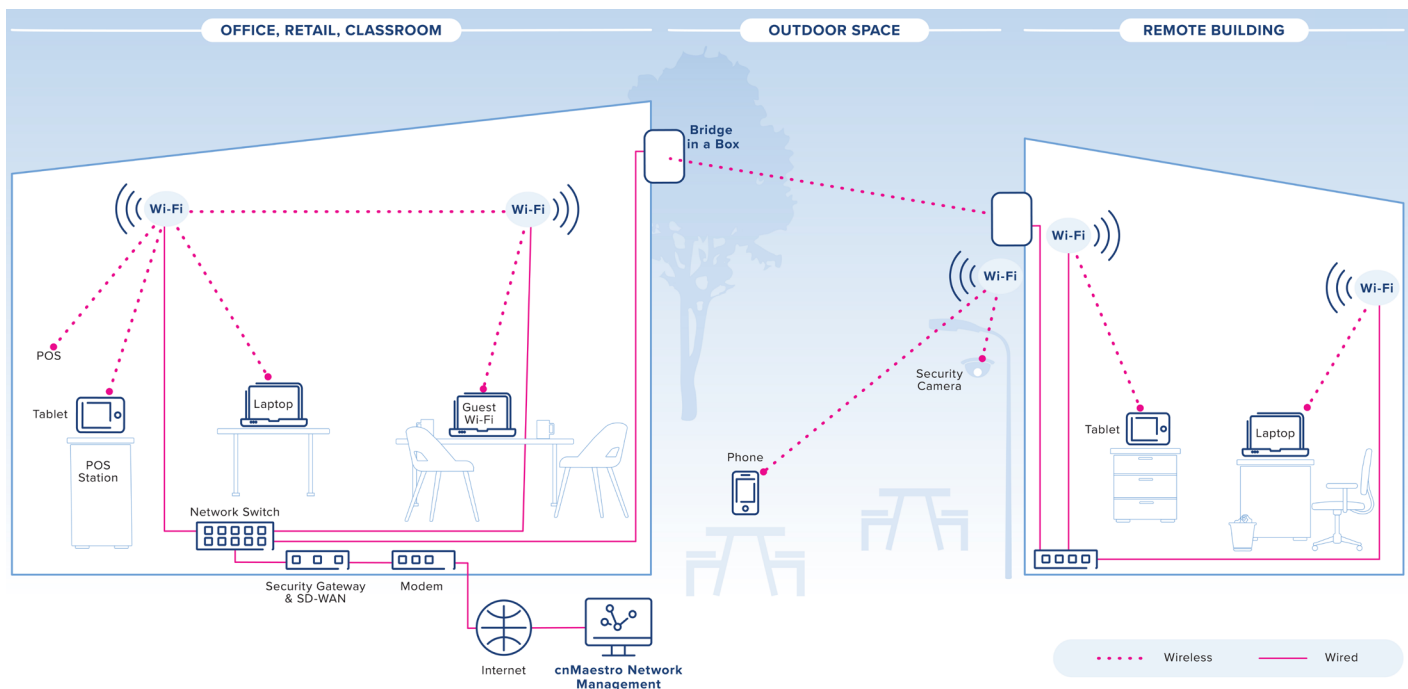 OFFICE, RETAIL, CLASSROOM
OUTDOOR SPACE
REMOTE BUILDING
Bridge
in a Box
Wi-Fi
Wi-Fi
Wi-Fi
Wi-Fi
Wi-Fi
POS
Tablet
POS
Station
Laptop
Guest
Wi-Fi
Security
Camera
Phone
Tablet
Laptop
Network Switch
Security Gateway
& SD-WAN
Modem
Internet
cnMaestro Network
Management
Wireless
Wired